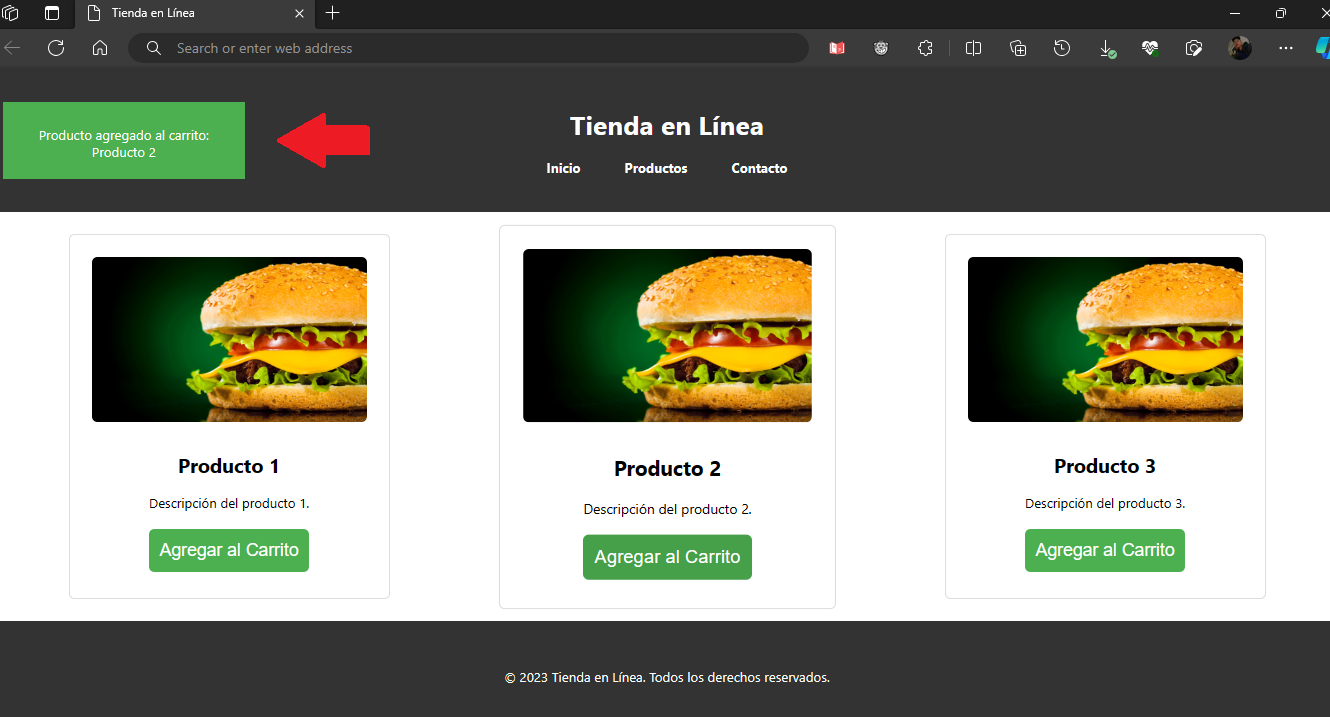 Tienda en Línea
Search or enter web address
Producto agregado al carrito:
Producto 2
Tienda en Línea
Inicio Productos Contacto
Producto 1
Descripción del producto 1.
Agregar al Carrito
Producto 2
Descripción del producto 2.
Agregar al Carrito
Producto 3
Descripción del producto 3.
Agregar al Carrito
© 2023 Tienda en Línea. Todos los derechos reservados.